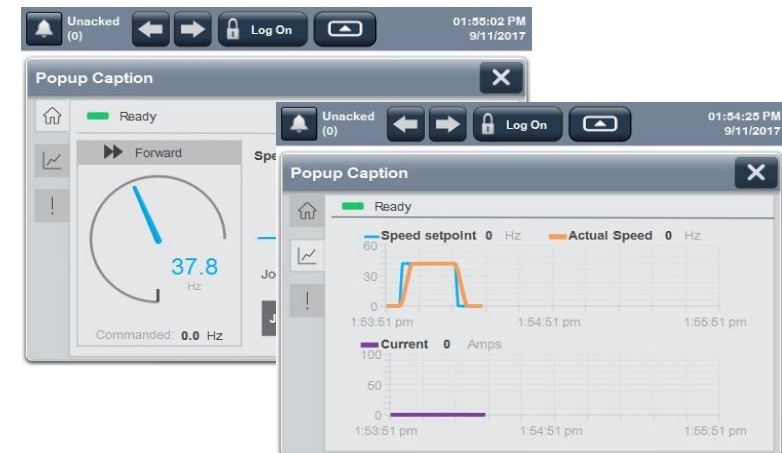 Unacked
(0)
Log On
01:55:02 PM
9/11/2017
Popup Caption
Ready
Forward
37.8
Hz
Commanded: 0.0 Hz
Unacked
(0)
Log On
01:54:25 PM
9/11/2017
Popup Caption
Ready
Speed setpoint 0 Hz Actual Speed 0 Hz
60
30
0
1:53:51 pm 1:54:51 pm 1:55:51 pm
Current 0 Amps
100
50
0
1:53:51 pm 1:54:51 pm 1:55:51 pm